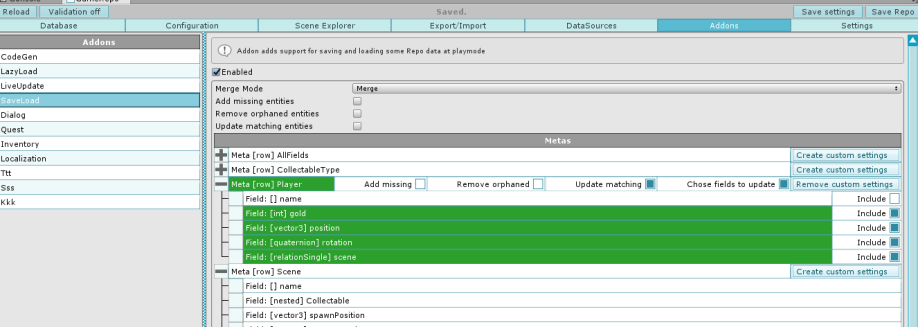 Reload Validation off Saved. Save settings Save Repo
Database Configuration Scene Explorer Export/Import DataSources Addons Settings
Addons
CodeGen
LazyLoad
LiveUpdate
SaveLoad
Dialog
Quest
Inventory
Localization
Ttt
Sss
Kkk
Addon adds support for saving and loading some Repo data at playmode
Enabled
Merge Mode Merge
Add missing entities
Remove orphaned entities
Update matching entities
Metas
Meta [row] AllFields Create custom settings
Meta [row] CollectableType Create custom settings
Meta [row] Player Add missing Remove orphaned Update matching Chose fields to update Remove custom settings
Field: [] name Include
Field: [int] gold Include
Field: [vector3] position Include
Field: [quaternion] rotation Include
Field: [relationSingle] scene Include
Meta [row] Scene Create custom settings
Field: [] name
Field: [nested] Collectable
Field: [vector3] spawnPosition